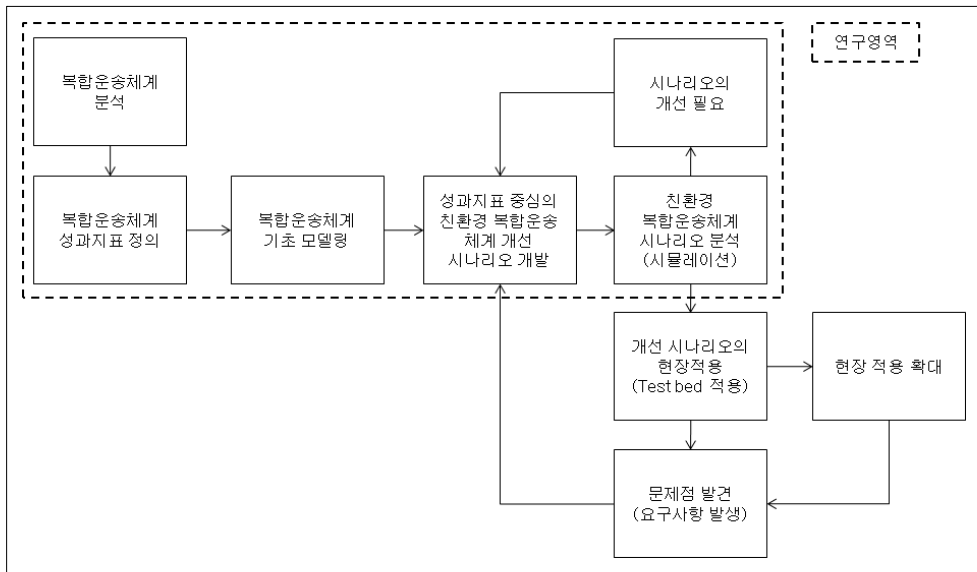 연구영역
복합운송체계
분석
시나리오의
개선 필요
복합운송체계
성과지표 정의
복합운송체계
기초 모델링
성과지표 중심의
친환경 복합운송
체계 개선
시나리오 개발
친환경
복합운송체계
시나리오 분석
(시뮬레이션)
개선 시나리오의
현장적용
(Test bed 적용)
현장 적용 확대
문제점 발견
(요구사항 발생)